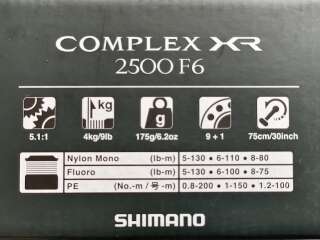 COMPLEX XR
2500 F6
kg
g
5.1:1 4kg/9lb 175g/6.2oz 9 + 1 75cm/30inch
Nylon Mono (lb-m) 5-130 • 6-110 • 8-80
Fluoro (lb-m) 5-130 • 6-100 • 8-75
PE (No.-m / 号-m) 0.8-200 • 1-150 • 1.2-100
SHIMANO